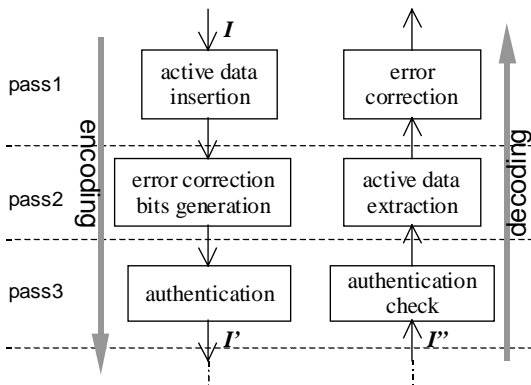 I
pass1
active data
insertion
error
correction
encoding
decoding
pass2
error correction
bits generation
active data
extraction
pass3
authentication
authentication
check
I'
I''